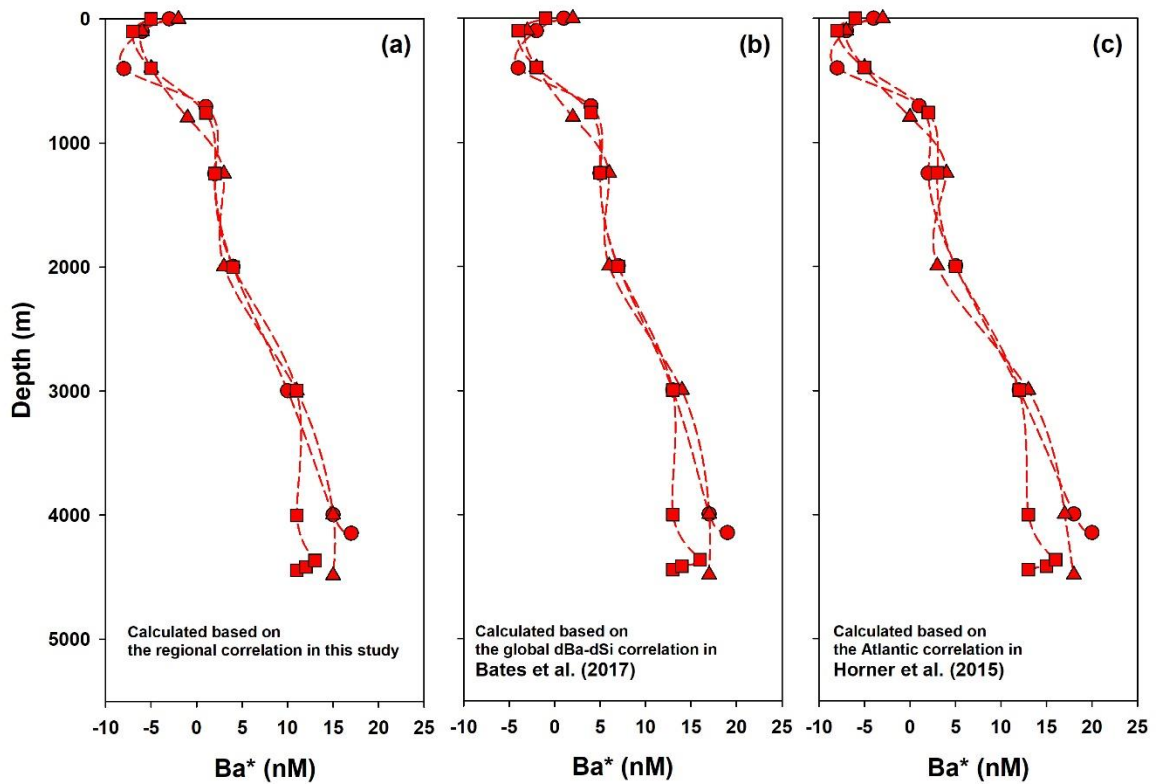 (a)
(b)
(c)
0
1000
2000
3000
4000
5000
Depth (m)
Calculated based on
the regional correlation in this study
Calculated based on
the global dBa-dSi correlation in
Bates et al. (2017)
Calculated based on
the Atlantic correlation in
Horner et al. (2015)
-10 -5 0 5 10 15 20 25
-10 -5 0 5 10 15 20 25
-10 -5 0 5 10 15 20 25
Ba* (nM)
Ba* (nM)
Ba* (nM)